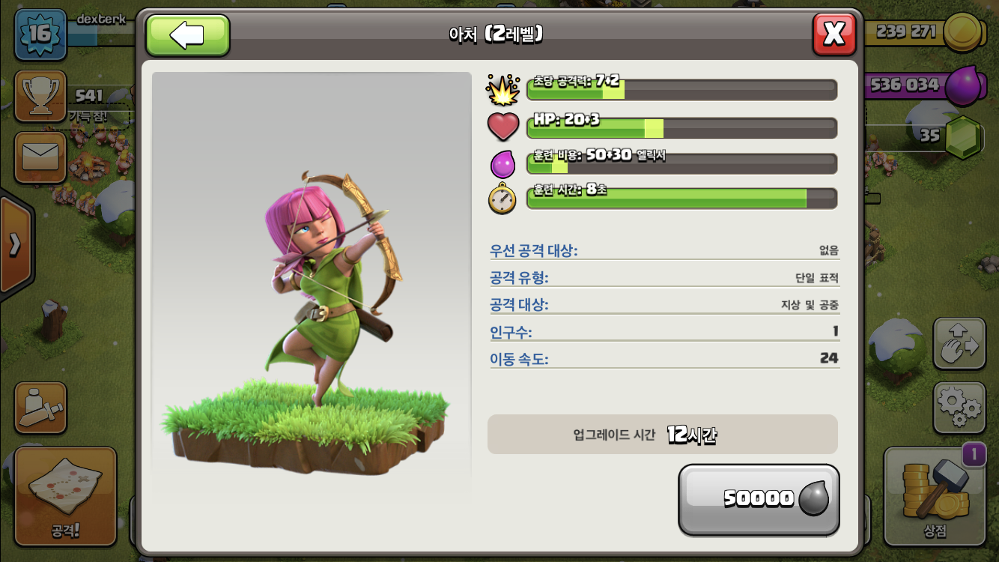 16
dexterk
541
가득 참!
공격!
아처 (2레벨)
X
239 271
536 034
35
초당 공격력: 7+2
HP: 20+3
훈련 비용: 50+30 엘릭서
훈련 시간: 8초
우선 공격 대상: 없음
공격 유형: 단일 표적
공격 대상: 지상 및 공중
인구수: 1
이동 속도: 24
업그레이드 시간 12시간
50000
1
상점